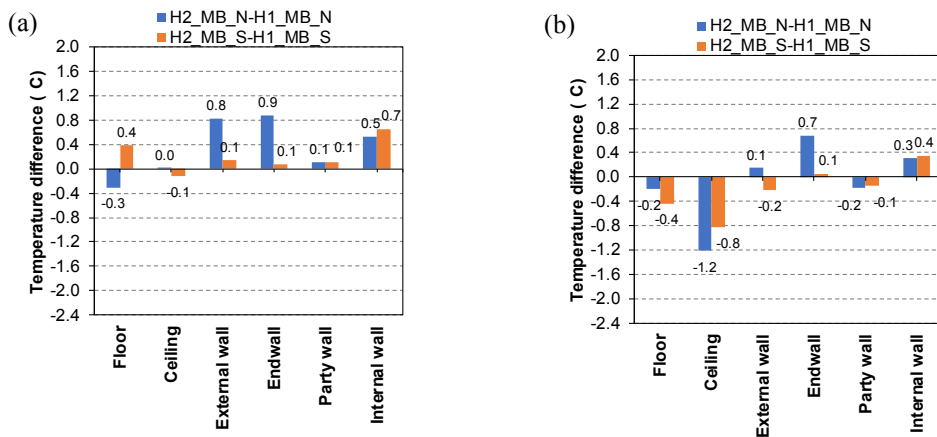 (a)
H2_MB_N-H1_MB_N
H2_MB_S-H1_MB_S
Temperature difference ( C)
2.0
1.6
1.2
0.8
0.4
0.0
-0.4
-0.8
-1.2
-1.6
-2.0
-2.4
-0.3
0.4
0.0
-0.1
0.8
0.1
0.9
0.1
0.1
0.1
0.5
0.7
Floor
Ceiling
External wall
Endwall
Party wall
Internal wall
(b)
H2_MB_N-H1_MB_N
H2_MB_S-H1_MB_S
Temperature difference ( C)
2.0
1.6
1.2
0.8
0.4
0.0
-0.4
-0.8
-1.2
-1.6
-2.0
-2.4
-0.2
-0.4
-1.2
-0.8
0.1
-0.2
0.7
0.1
-0.2
-0.1
0.3
0.4
Floor
Ceiling
External wall
Endwall
Party wall
Internal wall